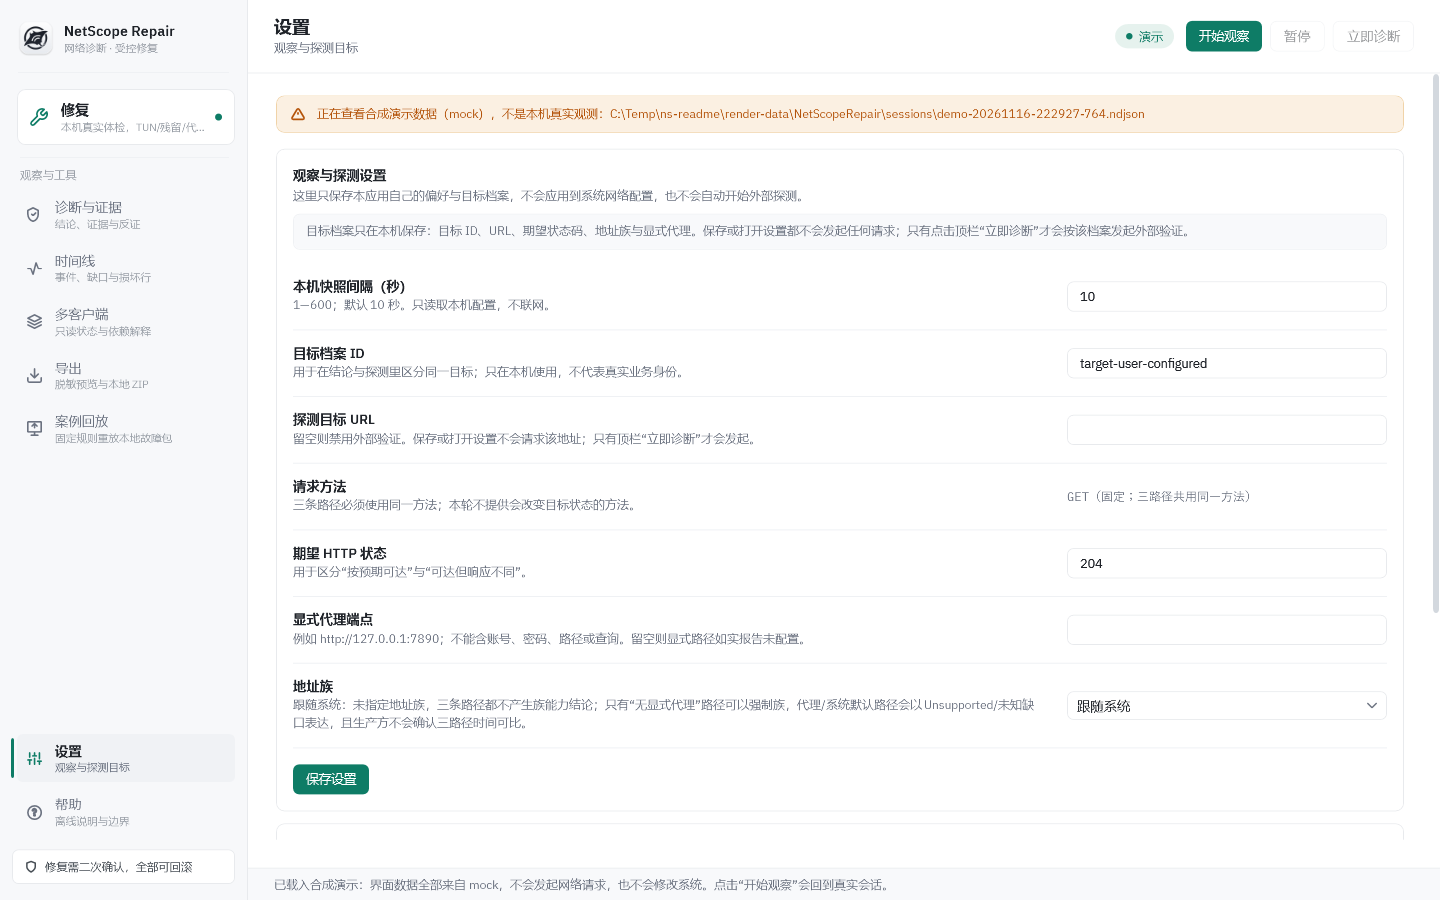 NetScope Repair
网络诊断 · 受控修复
修复
本机真实体检，TUN/残留/代...
观察与工具
诊断与证据
结论、证据与反证
时间线
事件、缺口与损坏行
多客户端
只读状态与依赖解释
导出
脱敏预览与本地 ZIP
案例回放
固定规则重放本地故障包
设置
观察与探测目标
帮助
离线说明与边界
修复需二次确认，全部可回滚
设置
观察与探测目标
演示
开始观察
暂停
立即诊断
正在查看合成演示数据（mock），不是本机真实观测：C:\Temp\ns-readme\render-data\NetScopeRepair\sessions\demo-20261116-222927-764.ndjson
观察与探测设置
这里只保存本应用自己的偏好与目标档案，不会应用到系统网络配置，也不会自动开始外部探测。
目标档案只在本机保存：目标 ID、URL、期望状态码、地址族与显式代理。保存或打开设置都不会发起任何请求；只有点击顶栏“立即诊断”才会按该档案发起外部验证。
本机快照间隔（秒）
1—600；默认 10 秒。只读取本机配置，不联网。
10
目标档案 ID
用于在结论与探测里区分同一目标；只在本机使用，不代表真实业务身份。
target-user-configured
探测目标 URL
留空则禁用外部验证。保存或打开设置不会请求该地址；只有顶栏“立即诊断”才会发起。
请求方法
三条路径必须使用同一方法；本轮不提供会改变目标状态的方法。
GET（固定；三路径共用同一方法）
期望 HTTP 状态
用于区分“按预期可达”与“可达但响应不同”。
204
显式代理端点
例如 http://127.0.0.1:7890；不能含账号、密码、路径或查询。留空则显式路径如实报告未配置。
地址族
跟随系统：未指定地址族，三条路径都不产生族能力结论；只有“无显式代理”路径可以强制族，代理/系统默认路径会以 Unsupported/未知缺
口表达，且生产方不会确认三路径时间可比。
跟随系统
保存设置
已载入合成演示：界面数据全部来自 mock，不会发起网络请求，也不会修改系统。点击“开始观察”会回到真实会话。